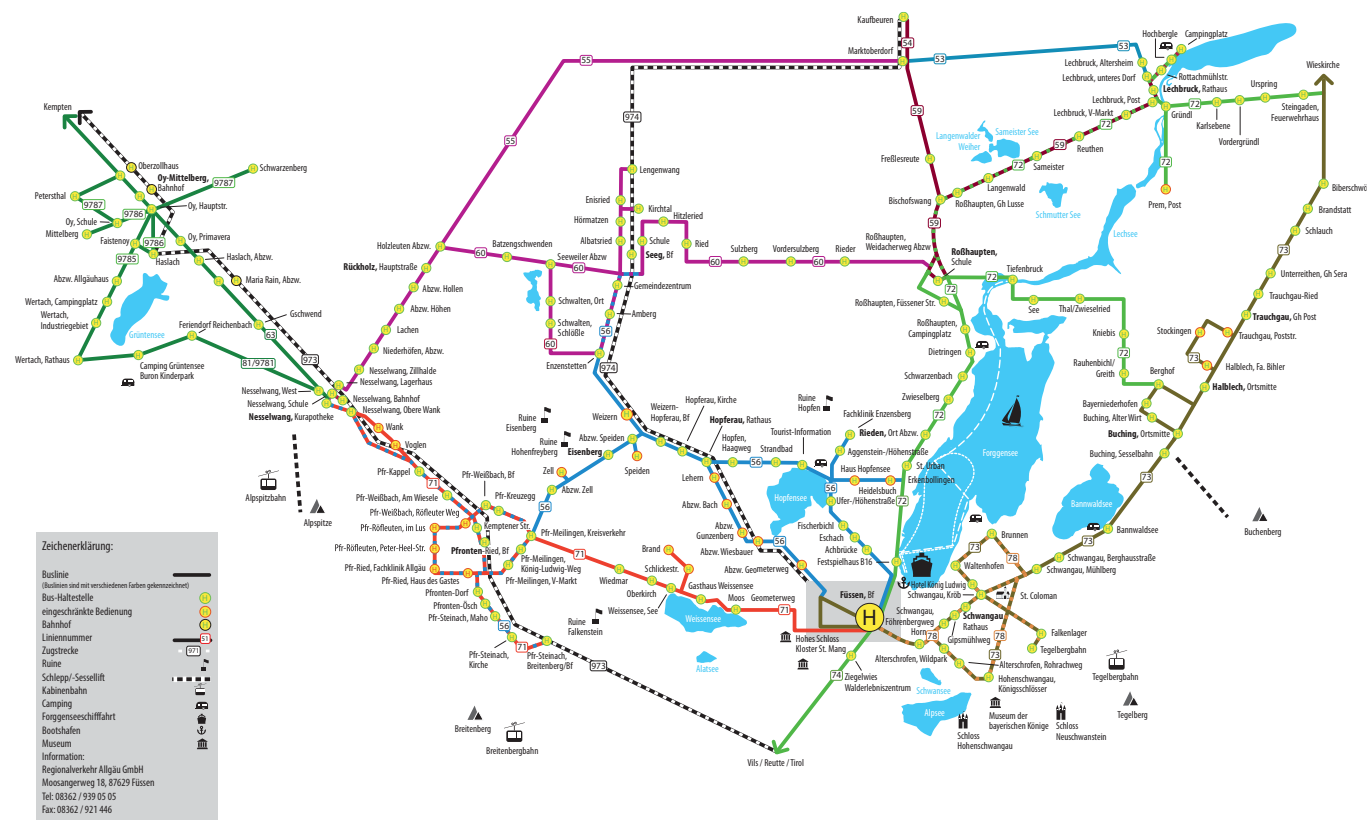 Kaufbeuren
54
Marktoberdorf
55
53
53
Hochbergle
Campingplatz
Lechbruck, Altersheim
Lechbruck, unteres Dorf
Rottachmühlstr.
Lechbruck, Rathaus
Lechbruck, Post
Lechbruck, V-Markt
Gründl
72
Karlsebene
Vordergründl
Urspring
Steingaden,
Feuerwehrhaus
Wieskirche
Kempten
Oberzollhaus
Oy-Mittelberg,
Bahnhof
9787
Schwarzenberg
Petersthal
9787
Oy, Schule
9786
Oy, Hauptstr.
Mittelberg
Faistenoy
9786
Oy, Primavera
9785
Haslach
Haslach, Abzw.
Abzw. Allgäuhaus
Maria Rain, Abzw.
Wertach, Campingplatz
Wertach,
Industriegebiet
Grüntensee
Feriendorf Reichenbach
Gschwend
63
973
Wertach, Rathaus
Camping Grüntensee
Buron Kinderpark
81/9781
55
974
59
Langenwalder
Weiher
Sameister See
72
59
Reuthen
Sameister
72
Freßlesreute
Langenwald
Bischofswang
Roßhaupten, Gh Lusse
Schmutter See
72
Prem, Post
Lechsee
59
Lengenwang
Enisried
Kirchtal
Hörmatzen
Hitzleried
Albatsried
Schule
Seeg, Bf
Ried
60
Sulzberg
Vordersulzberg
60
Rieder
Roßhaupten,
Weidacherweg Abzw
Holzleuten Abzw.
Batzengschwenden
60
Seeweiler Abzw
60
Rückholz, Hauptstraße
Gemeindezentrum
Abzw. Hollen
Schwalten, Ort
Abzw. Höhen
Amberg
Schwalten,
Schlößle
56
Lachen
60
Niederhöfen, Abzw.
Enzenstetten
974
Roßhaupten,
Schule
72
72
Tiefenbruck
Roßhaupten, Füssener Str.
See
Thal/Zwieselried
Roßhaupten,
Campingplatz
Kniebis
72
Dietringen
Rauhenbichl/
Greith
Schwarzenbach
Berghof
Zwieselberg
Bayerniederhofen
Buching, Alter Wirt
72
Buching, Ortsmitte
Buching, Sesselbahn
Biberschwö
Brandstatt
Schlauch
73
Unterreithen, Gh Sera
Trauchgau-Ried
Trauchgau, Gh Post
Stockingen
Trauchgau, Poststr.
73
Halblech, Fa. Bihler
Halblech, Ortsmitte
73
Nesselwang, Zillhalde
Nesselwang, West
Nesselwang, Lagerhaus
Nesselwang, Schule
Nesselwang, Bahnhof
Nesselwang, Kurapotheke
Nesselwang, Obere Wank
Wank
Voglen
Pfr-Kappel
71
Alpspitzbahn
Alpspitze
Ruine
Eisenberg
Ruine
Hohenfreyberg
Weizern
Weizern-
Hopferau, Bf
Hopferau, Kirche
Abzw. Speiden
Eisenberg
Speiden
Hopferau, Rathaus
Hopfen,
Haagweg
Ruine
Hopfen
Tourist-Information
Strandbad
56
Fachklinik Enzensberg
Rieden, Ort Abzw.
Aggenstein-/Höhenstraße
Haus Hopfensee
Heidelsbuch
St. Urban
Erkenbollingen
Forggensee
Hopfensee
56
Ufer-/Höhenstraße
72
Fischerbichl
Eschach
Achbrücke
Festspielhaus B16
Lehern
Abzw. Bach
Abzw.
Gunzenberg
Abzw. Wiesbauer
56
Abzw. Geometerweg
Zell
Abzw. Zell
56
Pfr-Weißbach, Bf
Pfr-Weißbach, Am Wiesele
Pfr-Kreuzegg
Pfr-Weißbach, Röfleuter Weg
Kemptener Str.
Pfr-Röfleuten, im Lus
Pfr-Meilingen, Kreisverkehr
Pfr-Röfleuten, Peter-Heel-Str.
Pfronten-Ried, Bf
Pfr-Meilingen,
König-Ludwig-Weg
Pfr-Ried, Fachklinik Allgäu
Pfr-Ried, Haus des Gastes
Pfr-Meilingen, V-Markt
Pfronten-Dorf
Pfronten-Ösch
Pfr-Steinach, Maho
56
Pfr-Steinach,
Kirche
71
Pfr-Steinach,
Breitenberg/Bf
71
Wiedmar
Brand
Schlickestr.
Oberkirch
Gasthaus Weissensee
Weissensee, See
Moos
Geometerweg
71
Weissensee
Alatsee
Ruine
Falkenstein
973
Breitenberg
Breitenbergbahn
Füssen, Bf
H
Hohes Schloss
Kloster St. Mang
Ziegelwies
Walderlebniszentrum
74
Vils / Reutte / Tirol
Bannwaldsee
73
Bannwaldsee
Buchenberg
Schwangau, Berghausstraße
Schwangau, Mühlberg
Brunnen
73
78
Waltenhofen
Hotel König Ludwig
Schwangau, Kröb
St. Coloman
Schwangau,
Föhrenbergweg
Schwangau
Rathaus
Gipsmühlweg
Horn
78
78
73
Falkenlager
Tegelbergbahn
Alterschrofen, Wildpark
Alterschrofen, Rohrachweg
Hohenschwangau,
Königsschlösser
Schwansee
Alpsee
Schloss
Hohenschwangau
Museum der
bayerischen Könige
Schloss
Neuschwanstein
Tegelbergbahn
Tegelberg
Zeichenerklärung:
Buslinie
(Buslinien sind mit verschiedenen Farben gekennzeichnet)
Bus-Haltestelle
eingeschränkte Bedienung
Bahnhof
Liniennummer
51
Zugstrecke
971
Ruine
Schlepp/-Sessellift
Kabinenbahn
Camping
Forggenseeschifffahrt
Bootshafen
Museum
Information:
Regionalverkehr Allgäu GmbH
Moosangerweg 18, 87629 Füssen
Tel: 08362 / 939 05 05
Fax: 08362 / 921 446